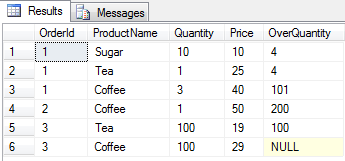 Results Messages
OrderId ProductName Quantity Price OverQuantity
1 1 Sugar 10 10 4
2 1 Tea 1 25 4
3 1 Coffee 3 40 101
4 2 Coffee 1 50 200
5 3 Tea 100 19 100
6 3 Coffee 100 29 NULL